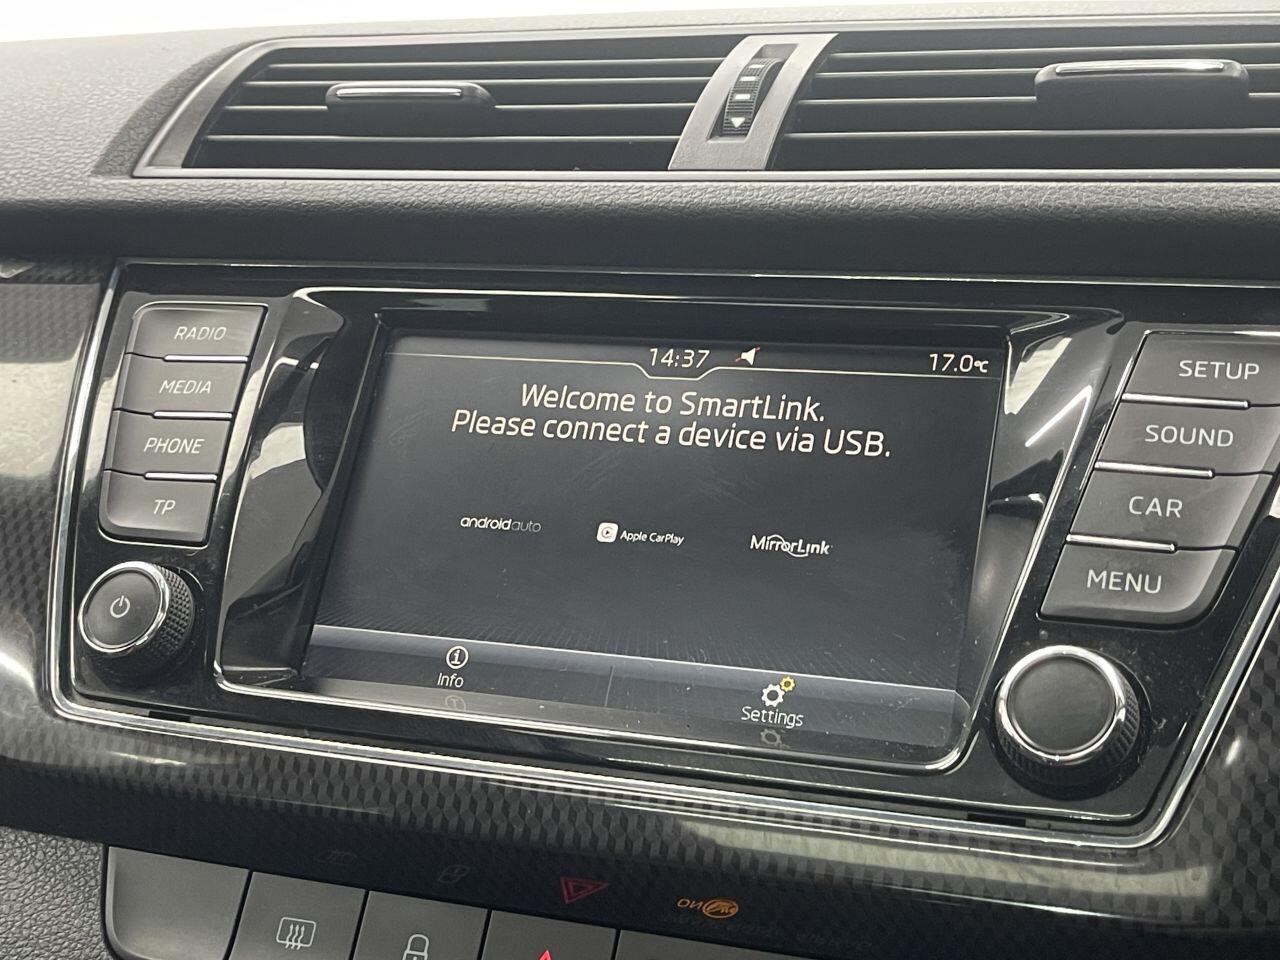 RADIO
MEDIA
PHONE
TP
14:37
17.0°C
Welcome to SmartLink.
Please connect a device via USB.
androidauto
Apple CarPlay
MirrorLink
Info
Settings
SETUP
SOUND
CAR
MENU